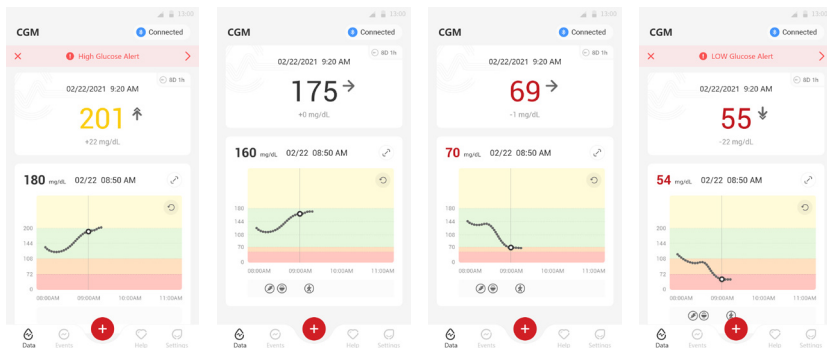 13:00
CGM
Connected
High Glucose Alert
8D 1h
02/22/2021 9:20 AM
201
+22 mg/dL
180 mg/dL 02/22 08:50 AM
200
144
108
72
0
08:00AM 09:00AM 10:00AM 11:00AM
Data Events Help Settings
13:00
CGM
Connected
8D 1h
02/22/2021 9:20 AM
175
+0 mg/dL
160 mg/dL 02/22 08:50 AM
180
144
108
70
0
08:00AM 09:00AM 10:00AM 11:00AM
Data Events Help Settings
13:00
CGM
Connected
8D 1h
02/22/2021 9:20 AM
69
-1 mg/dL
70 mg/dL 02/22 08:50 AM
180
144
108
70
0
08:00AM 09:00AM 10:00AM 11:00AM
Data Events Help Settings
13:00
CGM
Connected
LOW Glucose Alert
8D 1h
02/22/2021 9:20 AM
55
-22 mg/dL
54 mg/dL 02/22 08:50 AM
200
144
108
72
0
08:00AM 09:00AM 10:00AM 11:00AM
Data Events Help Settings